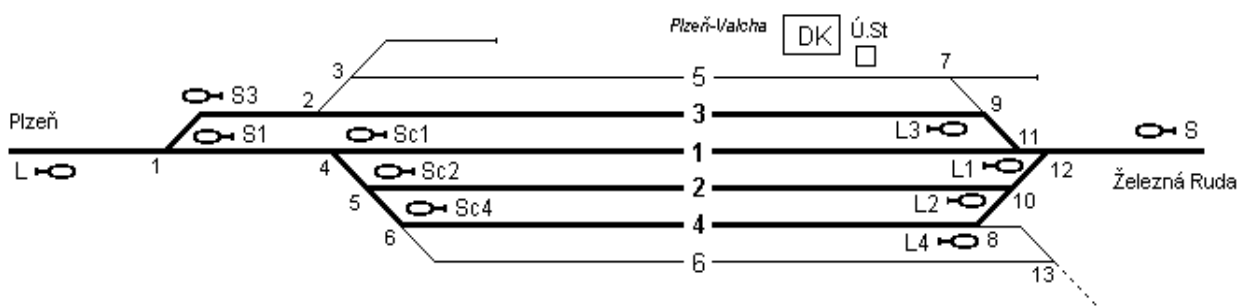 Plzeň-Valcha
DK
Ú.St
3
5
7
S3
2
3
9
Plzeň
S1
Sc1
L3
S
L
1
4
1
L1
12
11
Sc2
2
L2
10
Železná Ruda
5
Sc4
4
6
L4
8
6
13